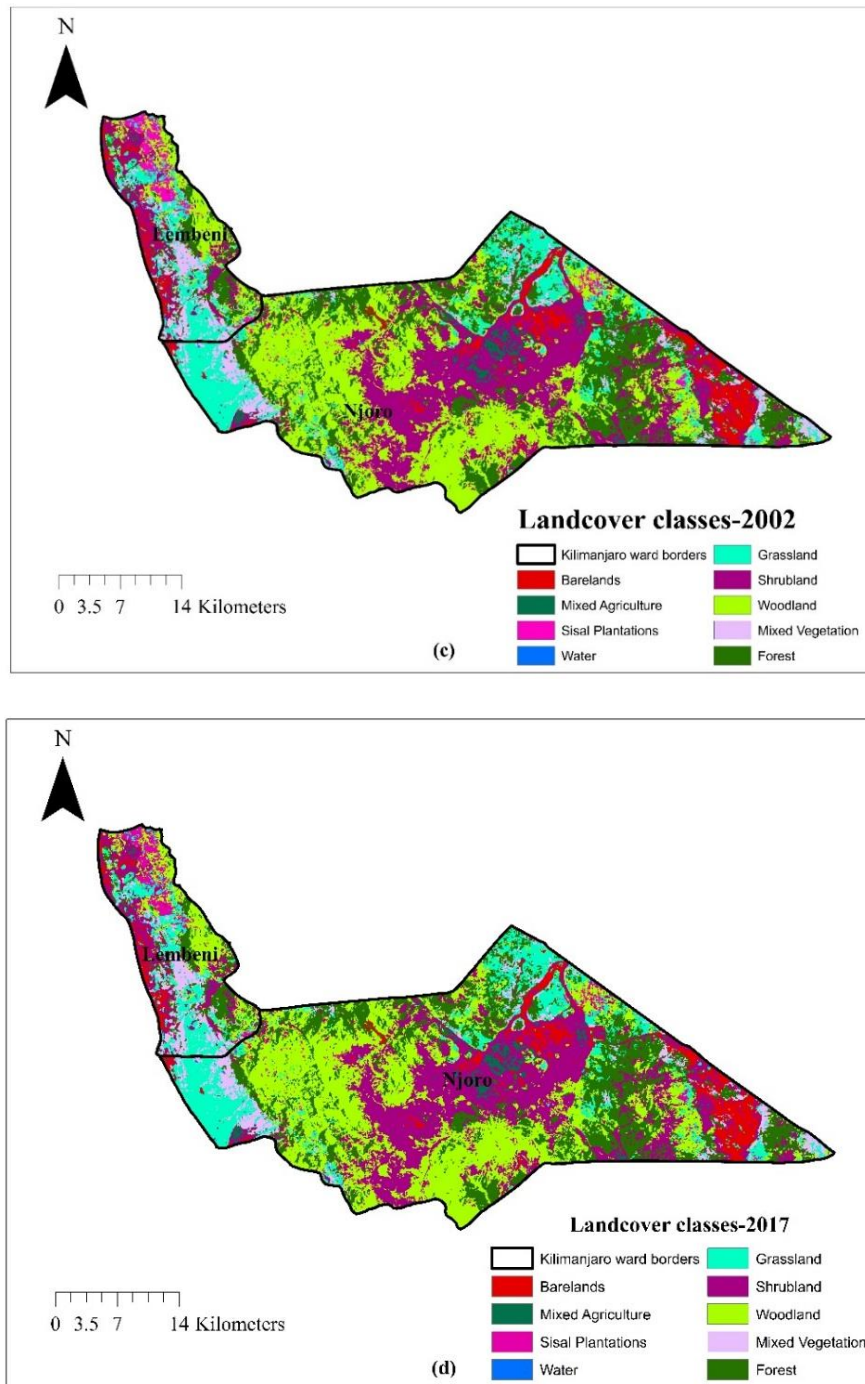 N
Lembeni
Njoro
Landcover classes-2002
Kilimanjaro ward borders
Grassland
Barelands
Shrubland
Mixed Agriculture
Woodland
Sisal Plantations
Mixed Vegetation
Water
Forest
0 3.5 7 14 Kilometers
(c)
N
Lembeni
Njoro
Landcover classes-2017
Kilimanjaro ward borders
Grassland
Barelands
Shrubland
Mixed Agriculture
Woodland
Sisal Plantations
Mixed Vegetation
Water
Forest
0 3.5 7 14 Kilometers
(d)